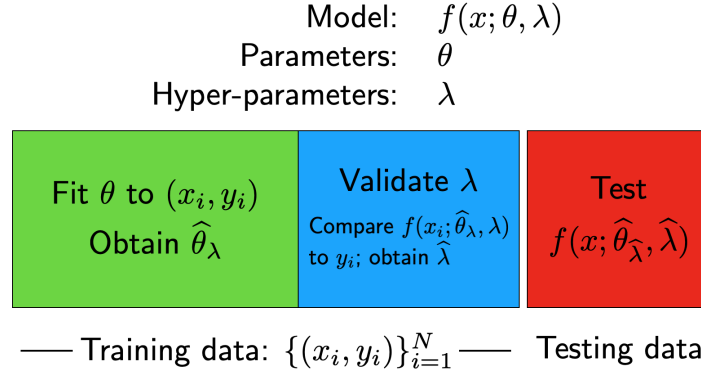 Model: f(x; θ, λ)
Parameters: θ
Hyper-parameters: λ
Fit θ to (xᵢ, yᵢ)
Obtain θ̂_λ
Validate λ
Compare f(xᵢ; θ̂_λ, λ)
to yᵢ; obtain λ̂
Test
f(x; θ̂_λ̂, λ̂)
Training data: {(xᵢ, yᵢ)}ᵢ₌₁ᴺ
Testing data